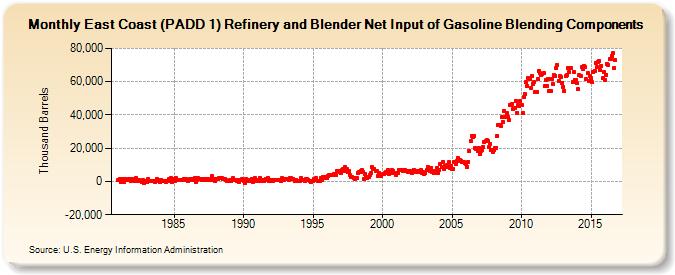 Monthly East Coast (PADD 1) Refinery and Blender Net Input of Gasoline Blending Components
Thousand Barrels
80,000
60,000
40,000
20,000
0
-20,000
1985 1990 1995 2000 2005 2010 2015
Source: U.S. Energy Information Administration